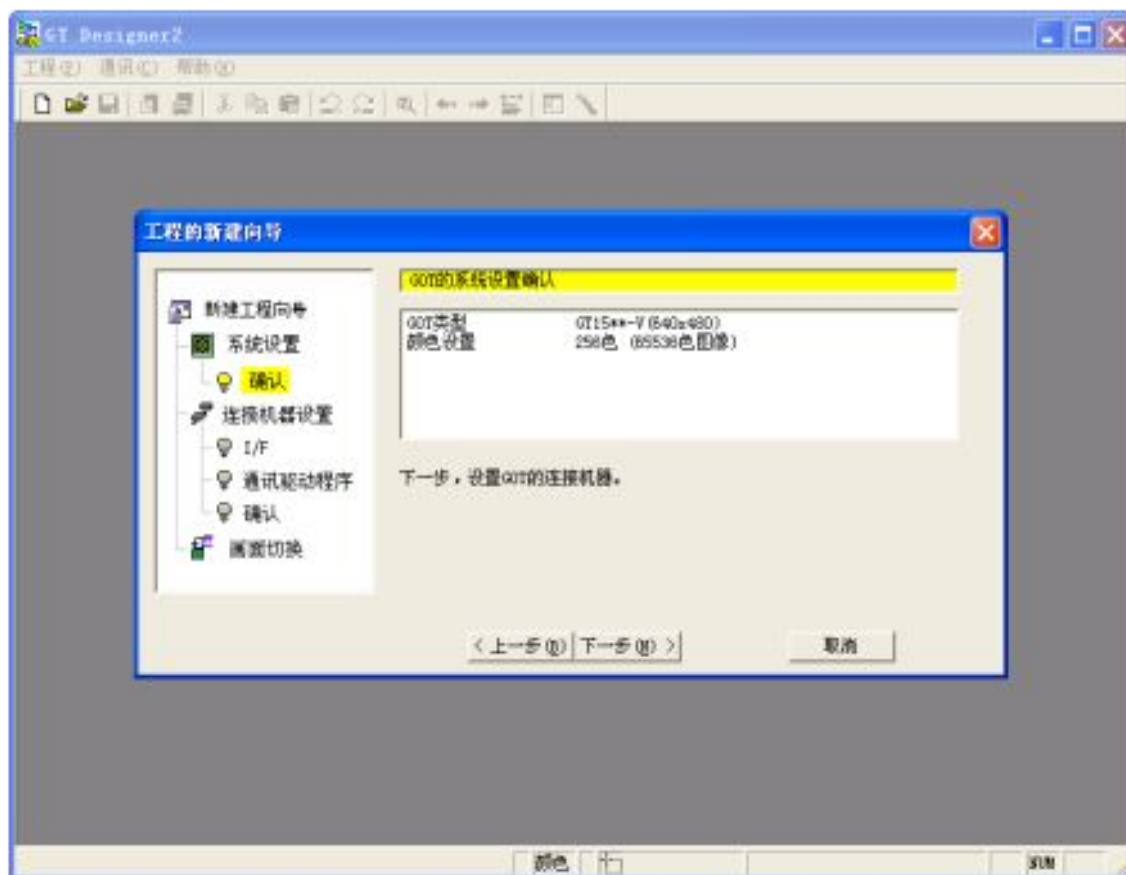 GT Designer2
工程(P) 通讯(C) 帮助(H)
工程的新建向导
新建工程向导
系统设置
确认
连接机器设置
I/F
通讯驱动程序
确认
画面切换
GOT的系统设置确认
GOT类型 GT15**-V(640x480)
颜色设置 256色 (65536色图像)
下一步,设置GOT的连接机器。
< 上一步(B) 下一步(N) > 取消
颜色 NUM